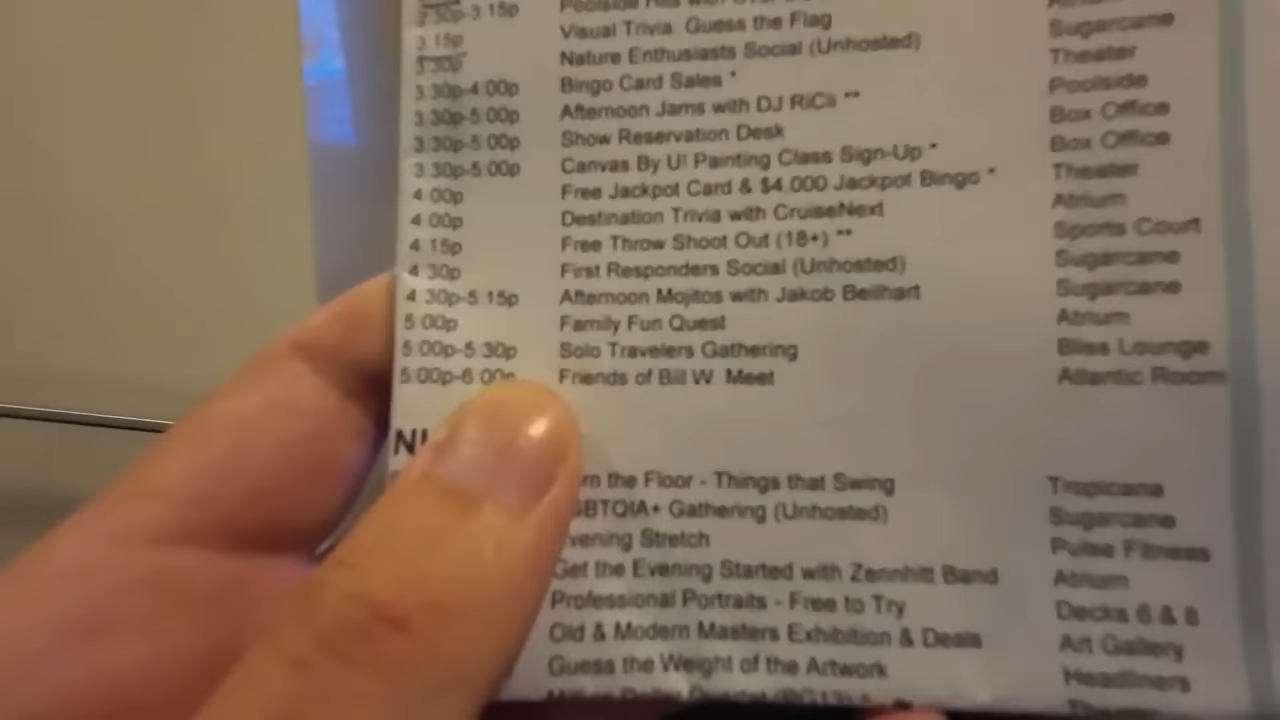 3:15p Visual Trivia: Guess the Flag
Nature Enthusiasts Social (Unhosted) Sugarcane
3:30p-4:00p Bingo Card Sales * Theater
3:30p-5:00p Afternoon Jams with DJ RiCii ** Poolside
3:30p-5:00p Show Reservation Desk Box Office
3:30p-5:00p Canvas By U! Painting Class Sign-Up * Box Office
4:00p Free Jackpot Card & $4,000 Jackpot Bingo * Theater
4:00p Destination Trivia with CruiseNext Atrium
4:15p Free Throw Shoot Out (18+) ** Sports Court
4:30p First Responders Social (Unhosted) Sugarcane
4:30p-5:15p Afternoon Mojitos with Jakob Beilhart Sugarcane
5:00p Family Fun Quest Atrium
5:00p-5:30p Solo Travelers Gathering Bliss Lounge
5:00p-6:00p Friends of Bill W. Meet Atlantic Room
the Floor - Things that Swing Tropicana
Gathering (Unhosted) Sugarcane
Stretch Pulse Fitness
Get the Evening Started with Zennhitt Band Atrium
Professional Portraits - Free to Try Decks 6 & 8
Old & Modern Masters Exhibition & Deals Art Gallery
Guess the Weight of the Artwork Headliners